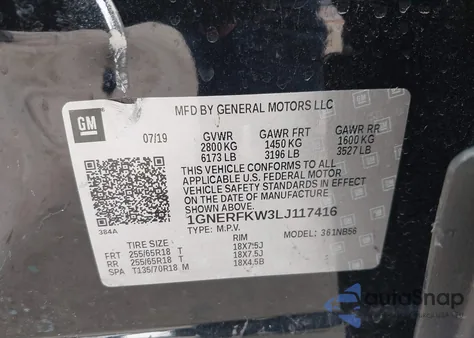 MFD BY GENERAL MOTORS LLC
GM
07/19
GVWR GAWR FRT GAWR RR
2800 KG 1450 KG 1600 KG
6173 LB 3196 LB 3527 LB
THIS VEHICLE CONFORMS TO ALL
APPLICABLE U.S. FEDERAL MOTOR
VEHICLE SAFETY STANDARDS IN EFFECT
ON THE DATE OF MANUFACTURE
SHOWN ABOVE.
1GNERFKW3LJ117416
TYPE: M.P.V. MODEL: 361NB56
384A
TIRE SIZE RIM
FRT 255/65R18 T 18X7.5J
RR 255/65R18 T 18X7.5J
SPA T135/70R18 M 18X4.5B
autoSnap